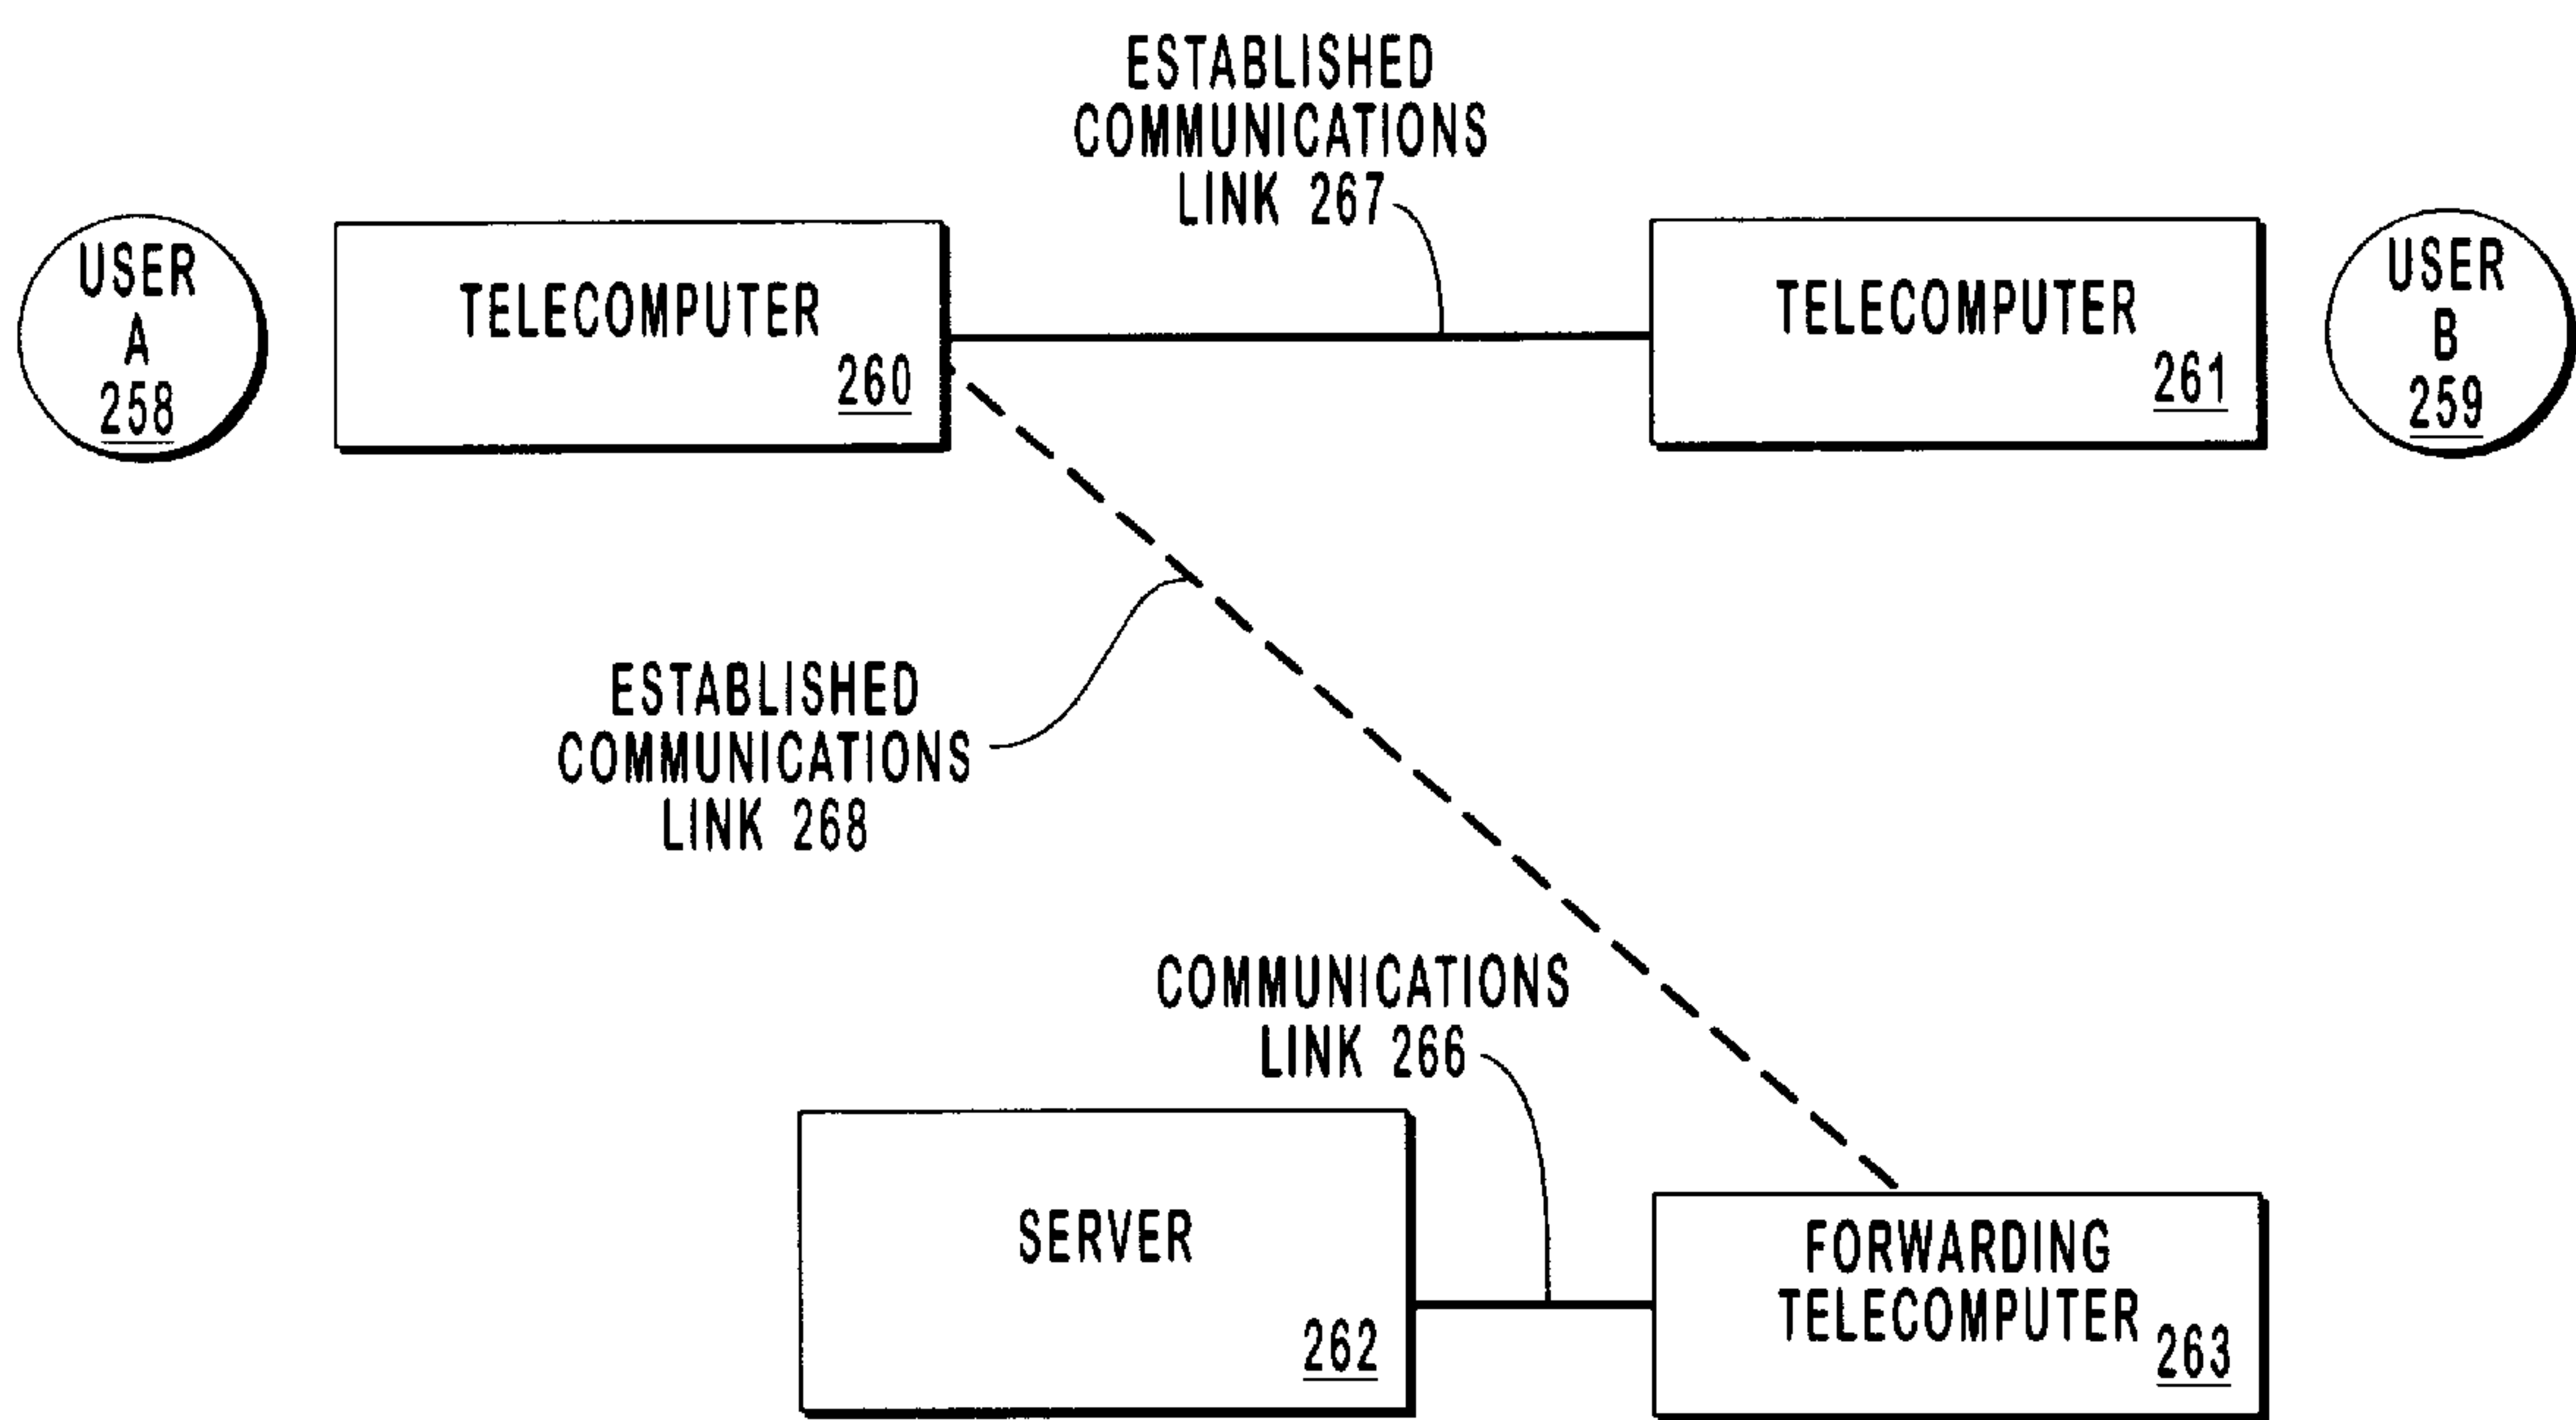 ESTABLISHED
COMMUNICATIONS
LINK 267
USER
A
258
TELECOMPUTER
260
TELECOMPUTER
261
USER
B
259
ESTABLISHED
COMMUNICATIONS
LINK 268
COMMUNICATIONS
LINK 266
SERVER
262
FORWARDING
TELECOMPUTER
263